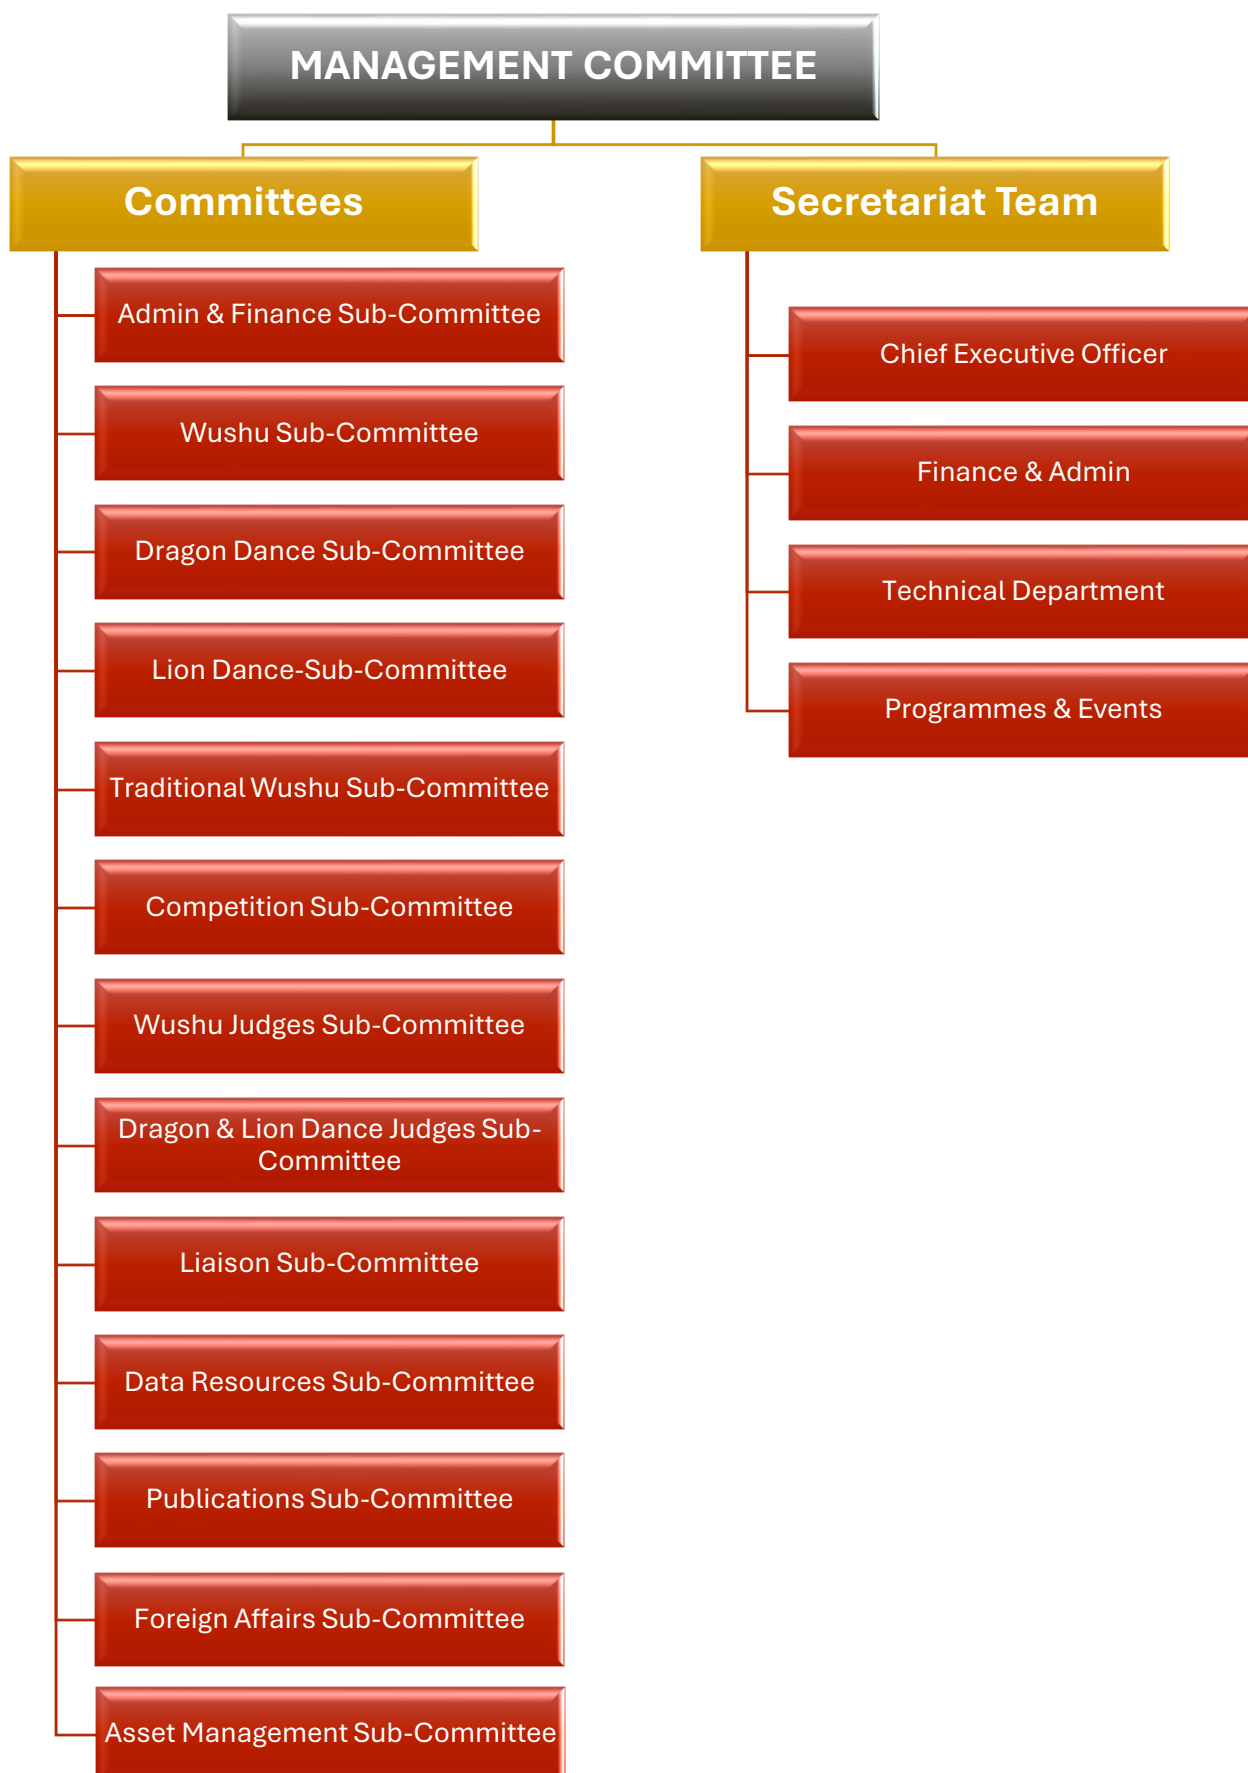 MANAGEMENT COMMITTEE
Committees
Admin & Finance Sub-Committee
Wushu Sub-Committee
Dragon Dance Sub-Committee
Lion Dance-Sub-Committee
Traditional Wushu Sub-Committee
Competition Sub-Committee
Wushu Judges Sub-Committee
Dragon & Lion Dance Judges Sub-
Committee
Liaison Sub-Committee
Data Resources Sub-Committee
Publications Sub-Committee
Foreign Affairs Sub-Committee
Asset Management Sub-Committee
Secretariat Team
Chief Executive Officer
Finance & Admin
Technical Department
Programmes & Events